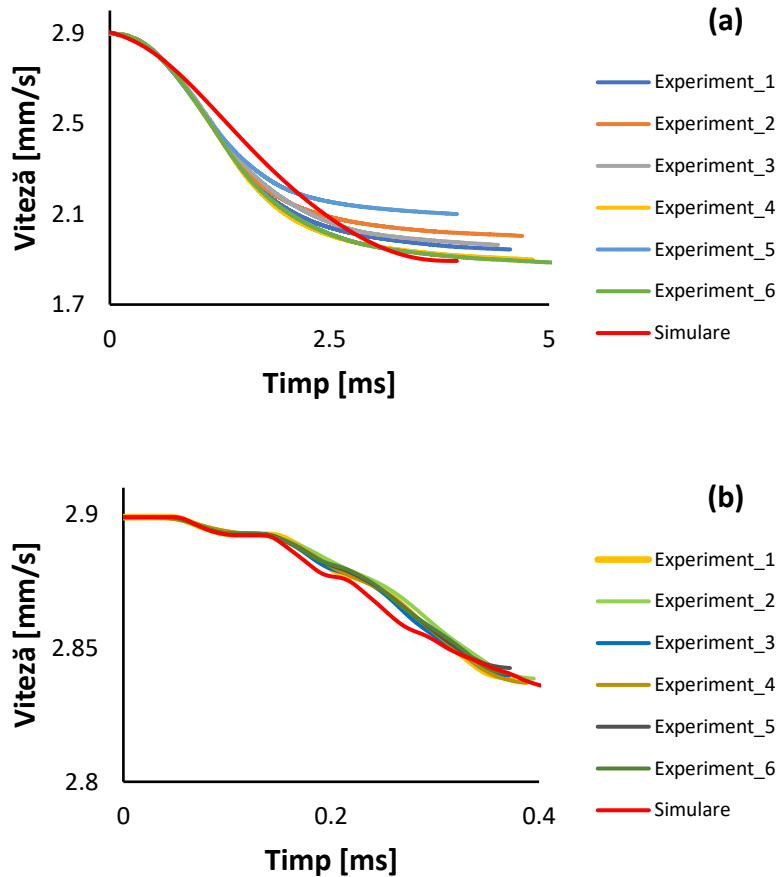 (a)
Viteză [mm/s]
2.9
2.5
2.1
1.7
0
2.5
5
Timp [ms]
Experiment_1
Experiment_2
Experiment_3
Experiment_4
Experiment_5
Experiment_6
Simulare
(b)
Viteză [mm/s]
2.9
2.85
2.8
0
0.2
0.4
Timp [ms]
Experiment_1
Experiment_2
Experiment_3
Experiment_4
Experiment_5
Experiment_6
Simulare